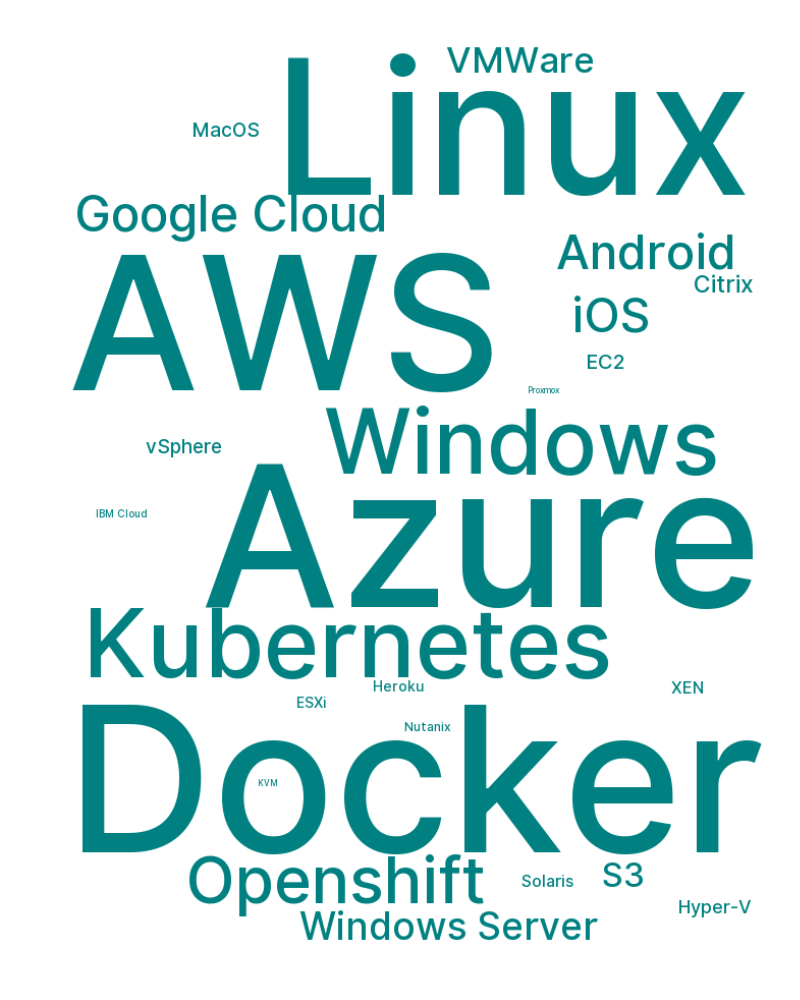 VMWare
Linux
MacOS
Google Cloud
Android
Citrix
AWS
iOS
EC2
Proxmox
Windows
vSphere
Azure
IBM Cloud
Kubernetes
Heroku
XEN
ESXi
Nutanix
Docker
KVM
Openshift
Solaris
S3
Hyper-V
Windows Server